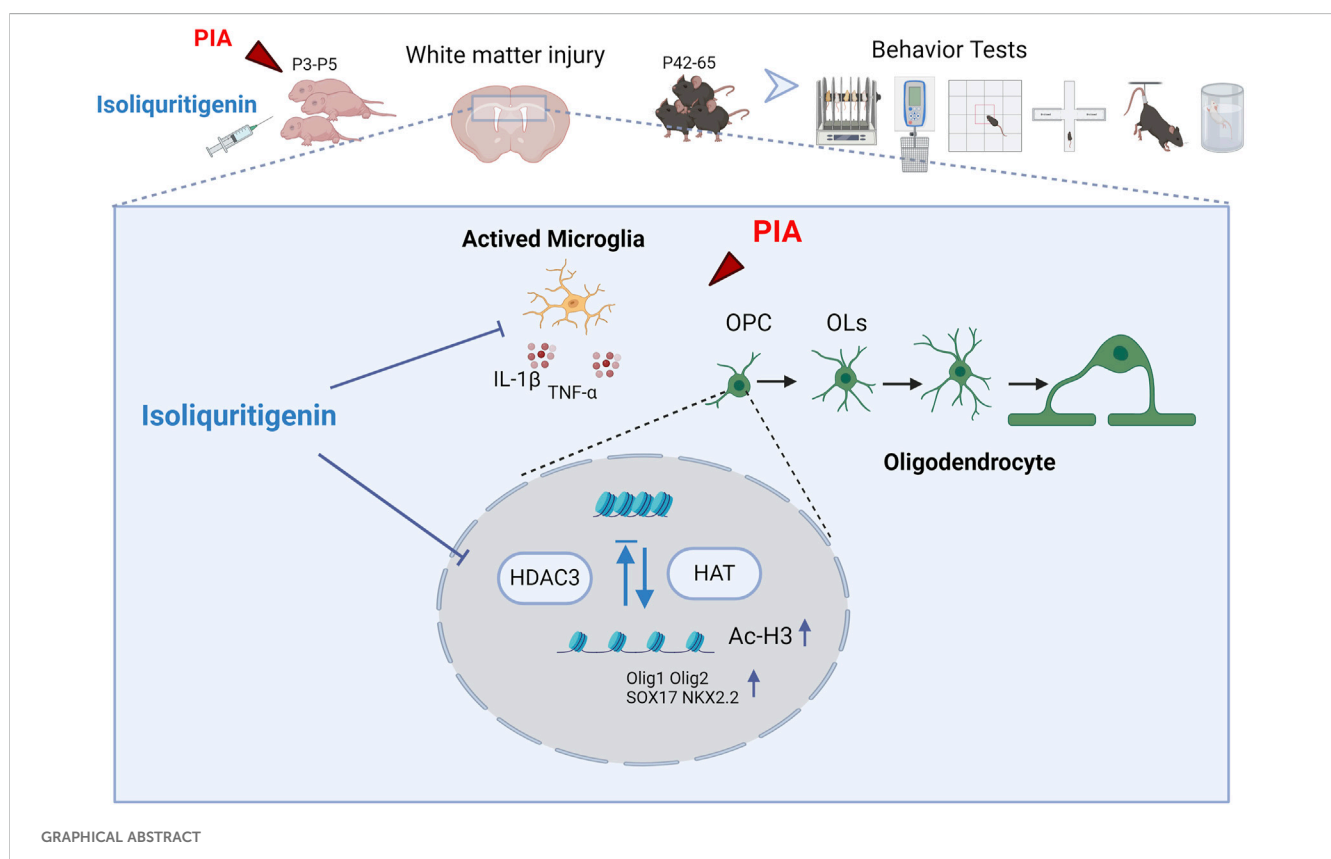 PIA
P3-P5
Isoliquritigenin
White matter injury
P42-65
Behavior Tests
Actived Microglia
PIA
IL-1β
TNF-α
OPC
OLs
Isoliquritigenin
Oligodendrocyte
HDAC3
HAT
Ac-H3
Olig1 Olig2
SOX17 NKX2.2
GRAPHICAL ABSTRACT